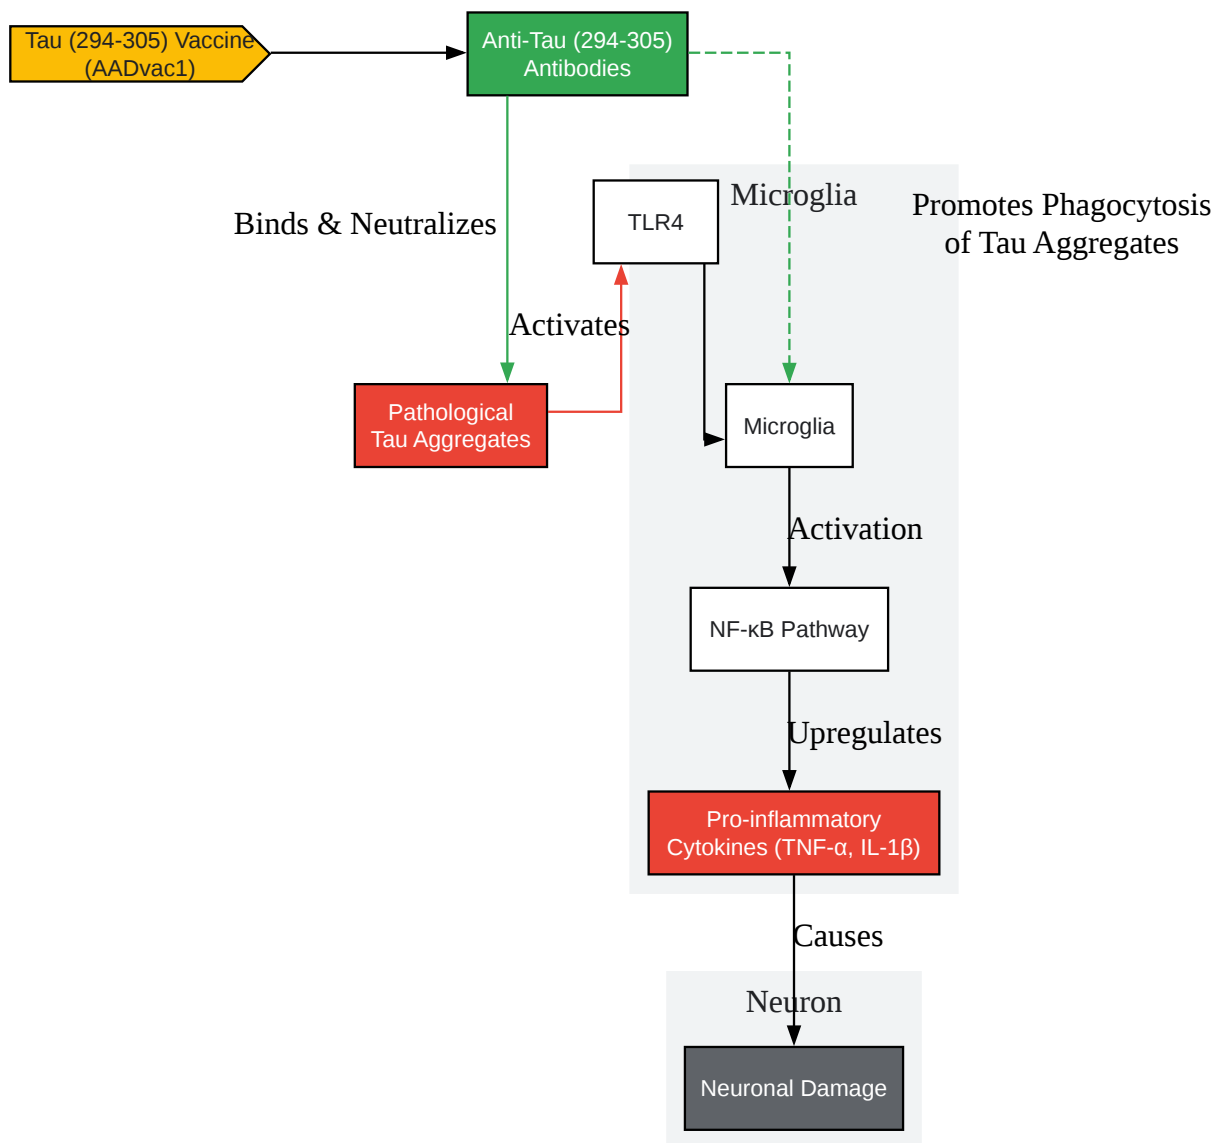 Tau (294-305) Vaccine
(AADvac1)
Anti-Tau (294-305)
Antibodies
Binds & Neutralizes
TLR4
Microglia
Promotes Phagocytosis
of Tau Aggregates
Activates
Pathological
Tau Aggregates
Microglia
Activation
NF-κB Pathway
Upregulates
Pro-inflammatory
Cytokines (TNF-α, IL-1β)
Causes
Neuron
Neuronal Damage